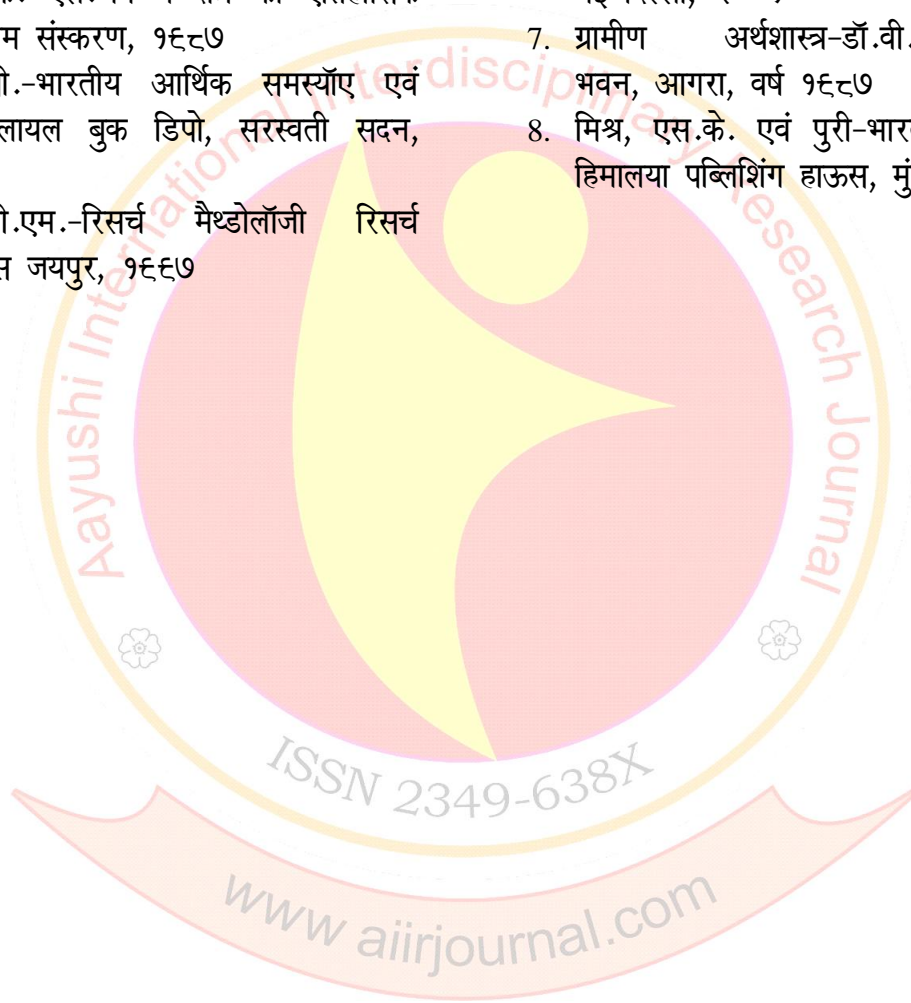 म संस्करण, १९८७
ी.-भारतीय आर्थिक समस्याॅए एवं
लायल बुक डिपो, सरस्वती सदन,
ी.एम.-रिसर्च मैथ्डोलॉजी रिसर्च
स जयपुर, १९९७
7. ग्रामीण अर्थशास्त्र-डॉ.वी.
भवन, आगरा, वर्ष १९८७
8. मिश्र, एस.के. एवं पुरी-भारत
हिमालया पब्लिशिंग हाऊस, मुं
Aayushi International Interdisciplinary Research Journal
ISSN 2349-638X
www.aiirjournal.com